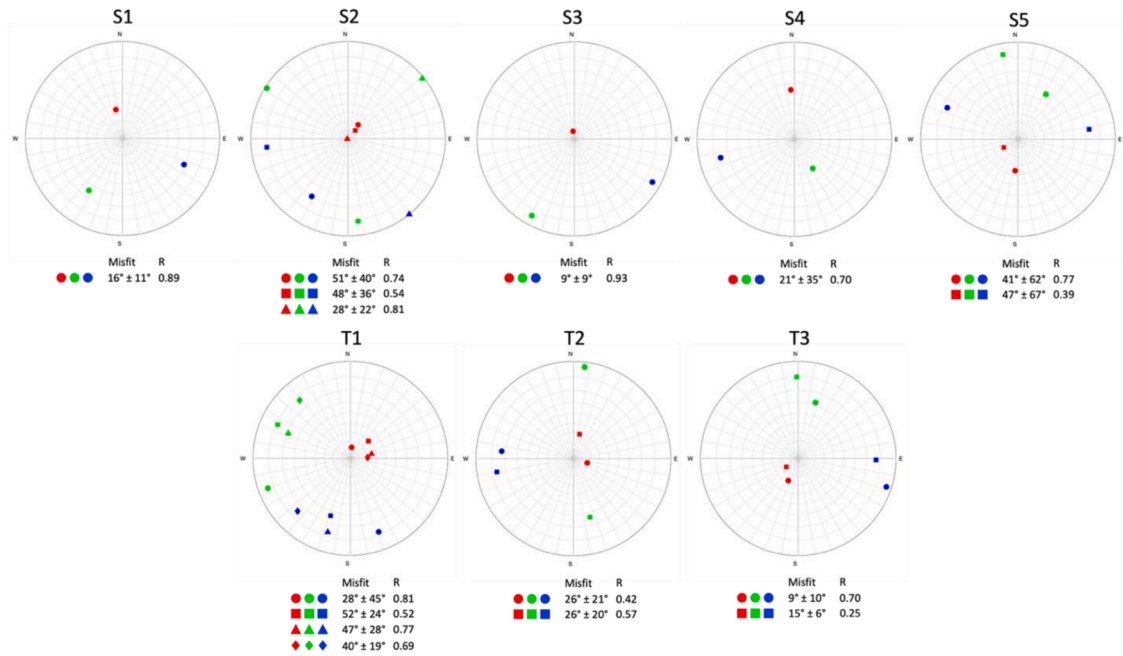 S1 S2 S3 S4 S5
N N N N N
W E W E W E W E W E
S S S S S
Misfit R Misfit R Misfit R Misfit R Misfit R
16° ± 11° 0.89 51° ± 40° 0.74 9° ± 9° 0.93 21° ± 35° 0.70 41° ± 62° 0.77
48° ± 36° 0.54 47° ± 67° 0.39
28° ± 22° 0.81
T1 T2 T3
N N N
W E W E W E
S S S
Misfit R Misfit R Misfit R
28° ± 45° 0.81 26° ± 21° 0.42 9° ± 10° 0.70
52° ± 24° 0.52 26° ± 20° 0.57 15° ± 6° 0.25
47° ± 28° 0.77
40° ± 19° 0.69